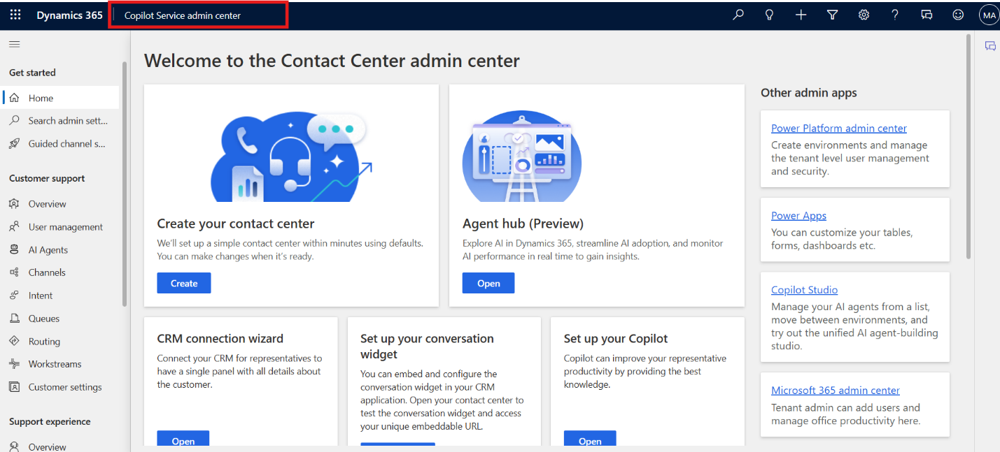 Dynamics 365
Copilot Service admin center
MA
Get started
Home
Search admin sett...
Guided channel s...
Customer support
Overview
User management
AI Agents
Channels
Intent
Queues
Routing
Workstreams
Customer settings
Support experience
Overview
Welcome to the Contact Center admin center
Create your contact center
We'll set up a simple contact center within minutes using defaults.
You can make changes when it's ready.
Create
Agent hub (Preview)
Explore AI in Dynamics 365, streamline AI adoption, and monitor
AI performance in real time to gain insights.
Open
CRM connection wizard
Connect your CRM for representatives to
have a single panel with all details about
the customer.
Open
Set up your conversation
widget
You can embed and configure the
conversation widget in your CRM
application. Open your contact center to
test the conversation widget and access
your unique embeddable URL.
Set up your Copilot
Copilot can improve your representative
productivity by providing the best
knowledge.
Open
Other admin apps
Power Platform admin center
Create environments and manage
the tenant level user management
and security.
Power Apps
You can customize your tables,
forms, dashboards etc.
Copilot Studio
Manage your AI agents from a list,
move between environments, and
try out the unified AI agent-building
studio.
Microsoft 365 admin center
Tenant admin can add users and
manage office productivity here.